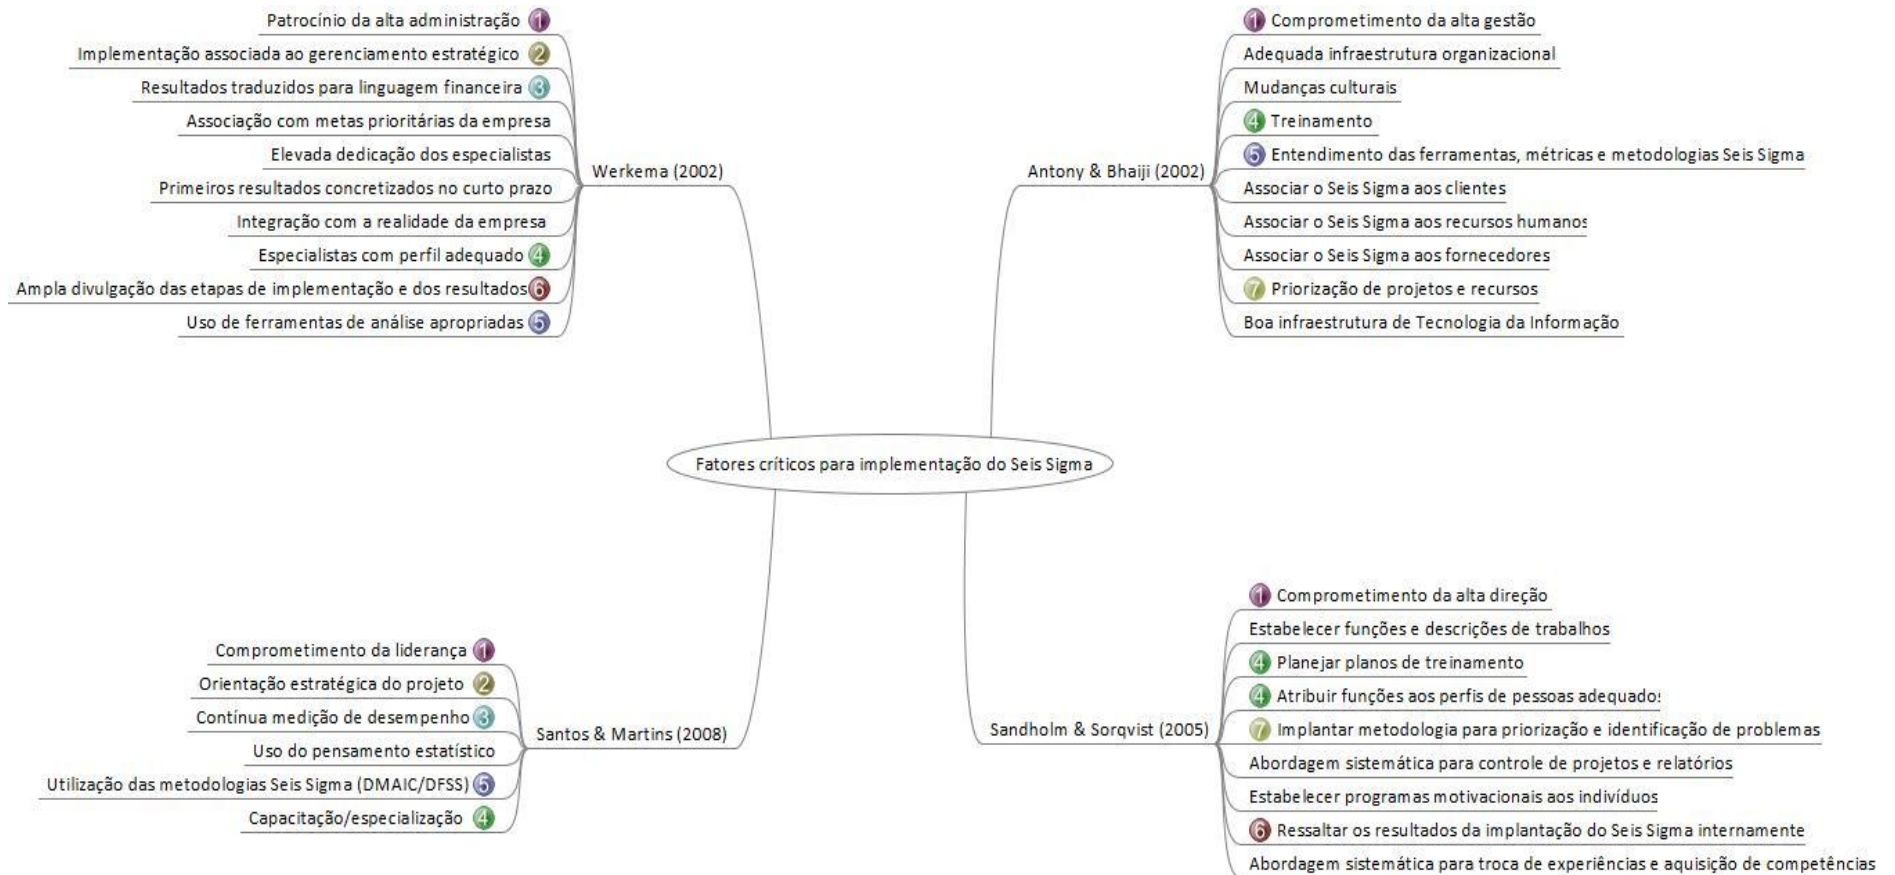 Patrocínio da alta administração 1
Implementação associada ao gerenciamento estratégico 2
Resultados traduzidos para linguagem financeira 3
Associação com metas prioritárias da empresa
Elevada dedicação dos especialistas
Primeiros resultados concretizados no curto prazo
Integração com a realidade da empresa
Especialistas com perfil adequado 4
Ampla divulgação das etapas de implementação e dos resultados 6
Uso de ferramentas de análise apropriadas 5
Werkema (2002)
1 Comprometimento da alta gestão
Adequada infraestrutura organizacional
Mudanças culturais
4 Treinamento
5 Entendimento das ferramentas, métricas e metodologias Seis Sigma
Associar o Seis Sigma aos clientes
Associar o Seis Sigma aos recursos humanos
Associar o Seis Sigma aos fornecedores
7 Priorização de projetos e recursos
Boa infraestrutura de Tecnologia da Informação
Antony & Bhaiji (2002)
Fatores críticos para implementação do Seis Sigma
Comprometimento da liderança 1
Orientação estratégica do projeto 2
Contínua medição de desempenho 3
Uso do pensamento estatístico
Utilização das metodologias Seis Sigma (DMAIC/DFSS) 5
Capacitação/especialização 4
Santos & Martins (2008)
1 Comprometimento da alta direção
Estabelecer funções e descrições de trabalhos
4 Planejar planos de treinamento
4 Atribuir funções aos perfis de pessoas adequados
7 Implantar metodologia para priorização e identificação de problemas
Abordagem sistemática para controle de projetos e relatórios
Estabelecer programas motivacionais aos indivíduos
6 Ressaltar os resultados da implantação do Seis Sigma internamente
Abordagem sistemática para troca de experiências e aquisição de competências
Sandholm & Sorqvist (2005)